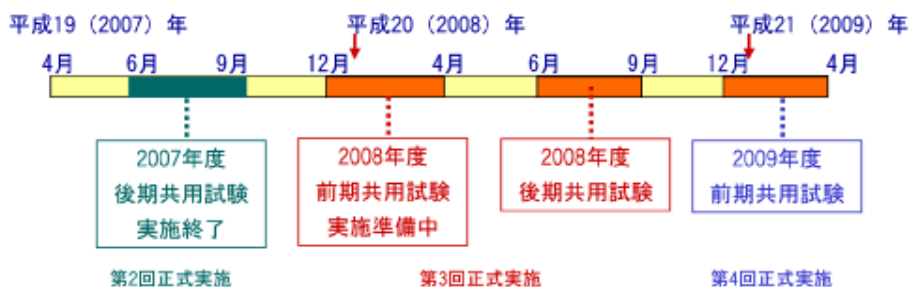 平成19（2007）年
平成20（2008）年
平成21（2009）年
4月
6月
9月
12月
4月
6月
9月
12月
4月
2007年度
後期共用試験
実施終了
2008年度
前期共用試験
実施準備中
2008年度
後期共用試験
2009年度
前期共用試験
第2回正式実施
第3回正式実施
第4回正式実施